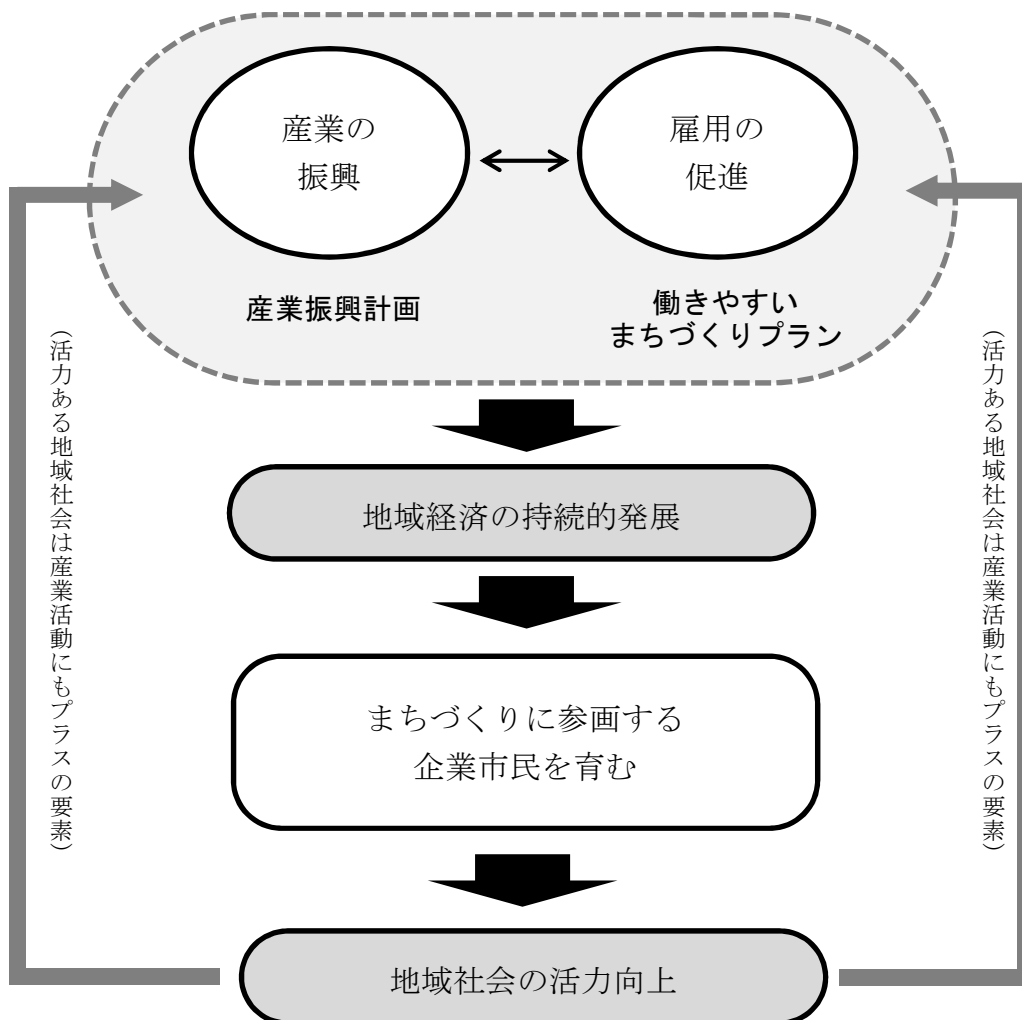 産業の
振興
雇用の
促進
産業振興計画
働きやすい
まちづくりプラン
（活力ある地域社会は産業活動にもプラスの要素）
（活力ある地域社会は産業活動にもプラスの要素）
地域経済の持続的発展
まちづくりに参画する
企業市民を育む
地域社会の活力向上